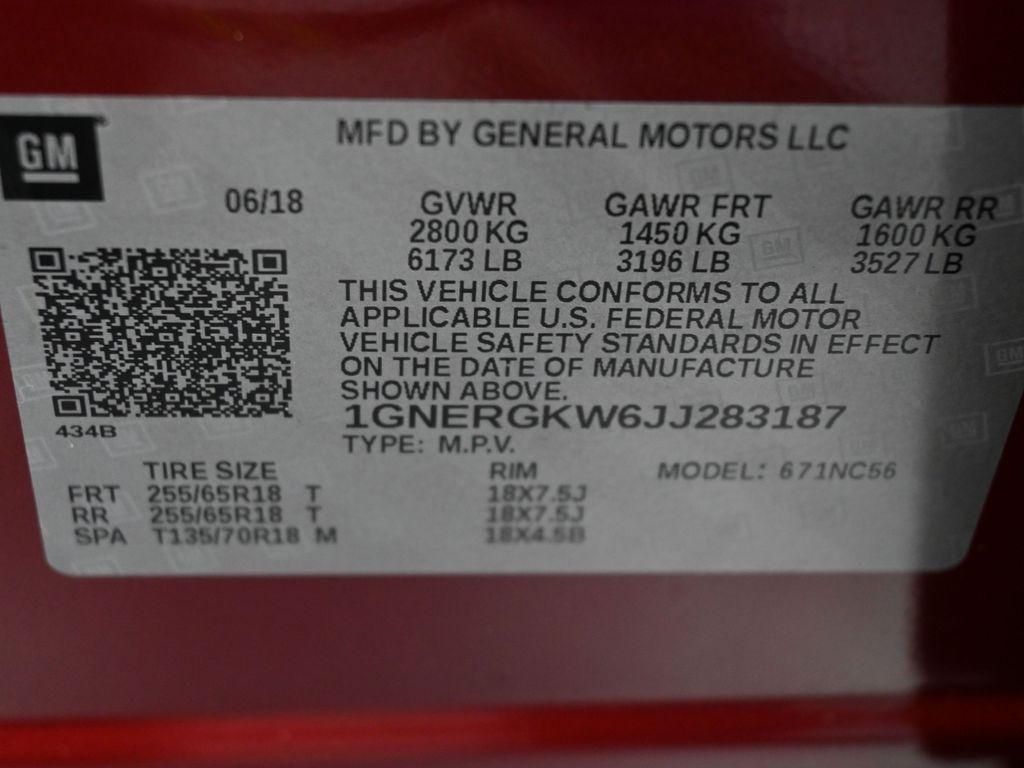 GM
MFD BY GENERAL MOTORS LLC
06/18 GVWR GAWR FRT GAWR RR
2800 KG 1450 KG 1600 KG
6173 LB 3196 LB 3527 LB
THIS VEHICLE CONFORMS TO ALL
APPLICABLE U.S. FEDERAL MOTOR
VEHICLE SAFETY STANDARDS IN EFFECT
ON THE DATE OF MANUFACTURE
SHOWN ABOVE.
1GNERGKW6JJ283187
434B
TYPE: M.P.V.
TIRE SIZE RIM MODEL: 671NC56
FRT 255/65R18 T 18X7.5J
RR 255/65R18 T 18X7.5J
SPA T135/70R18 M 18X4.5B